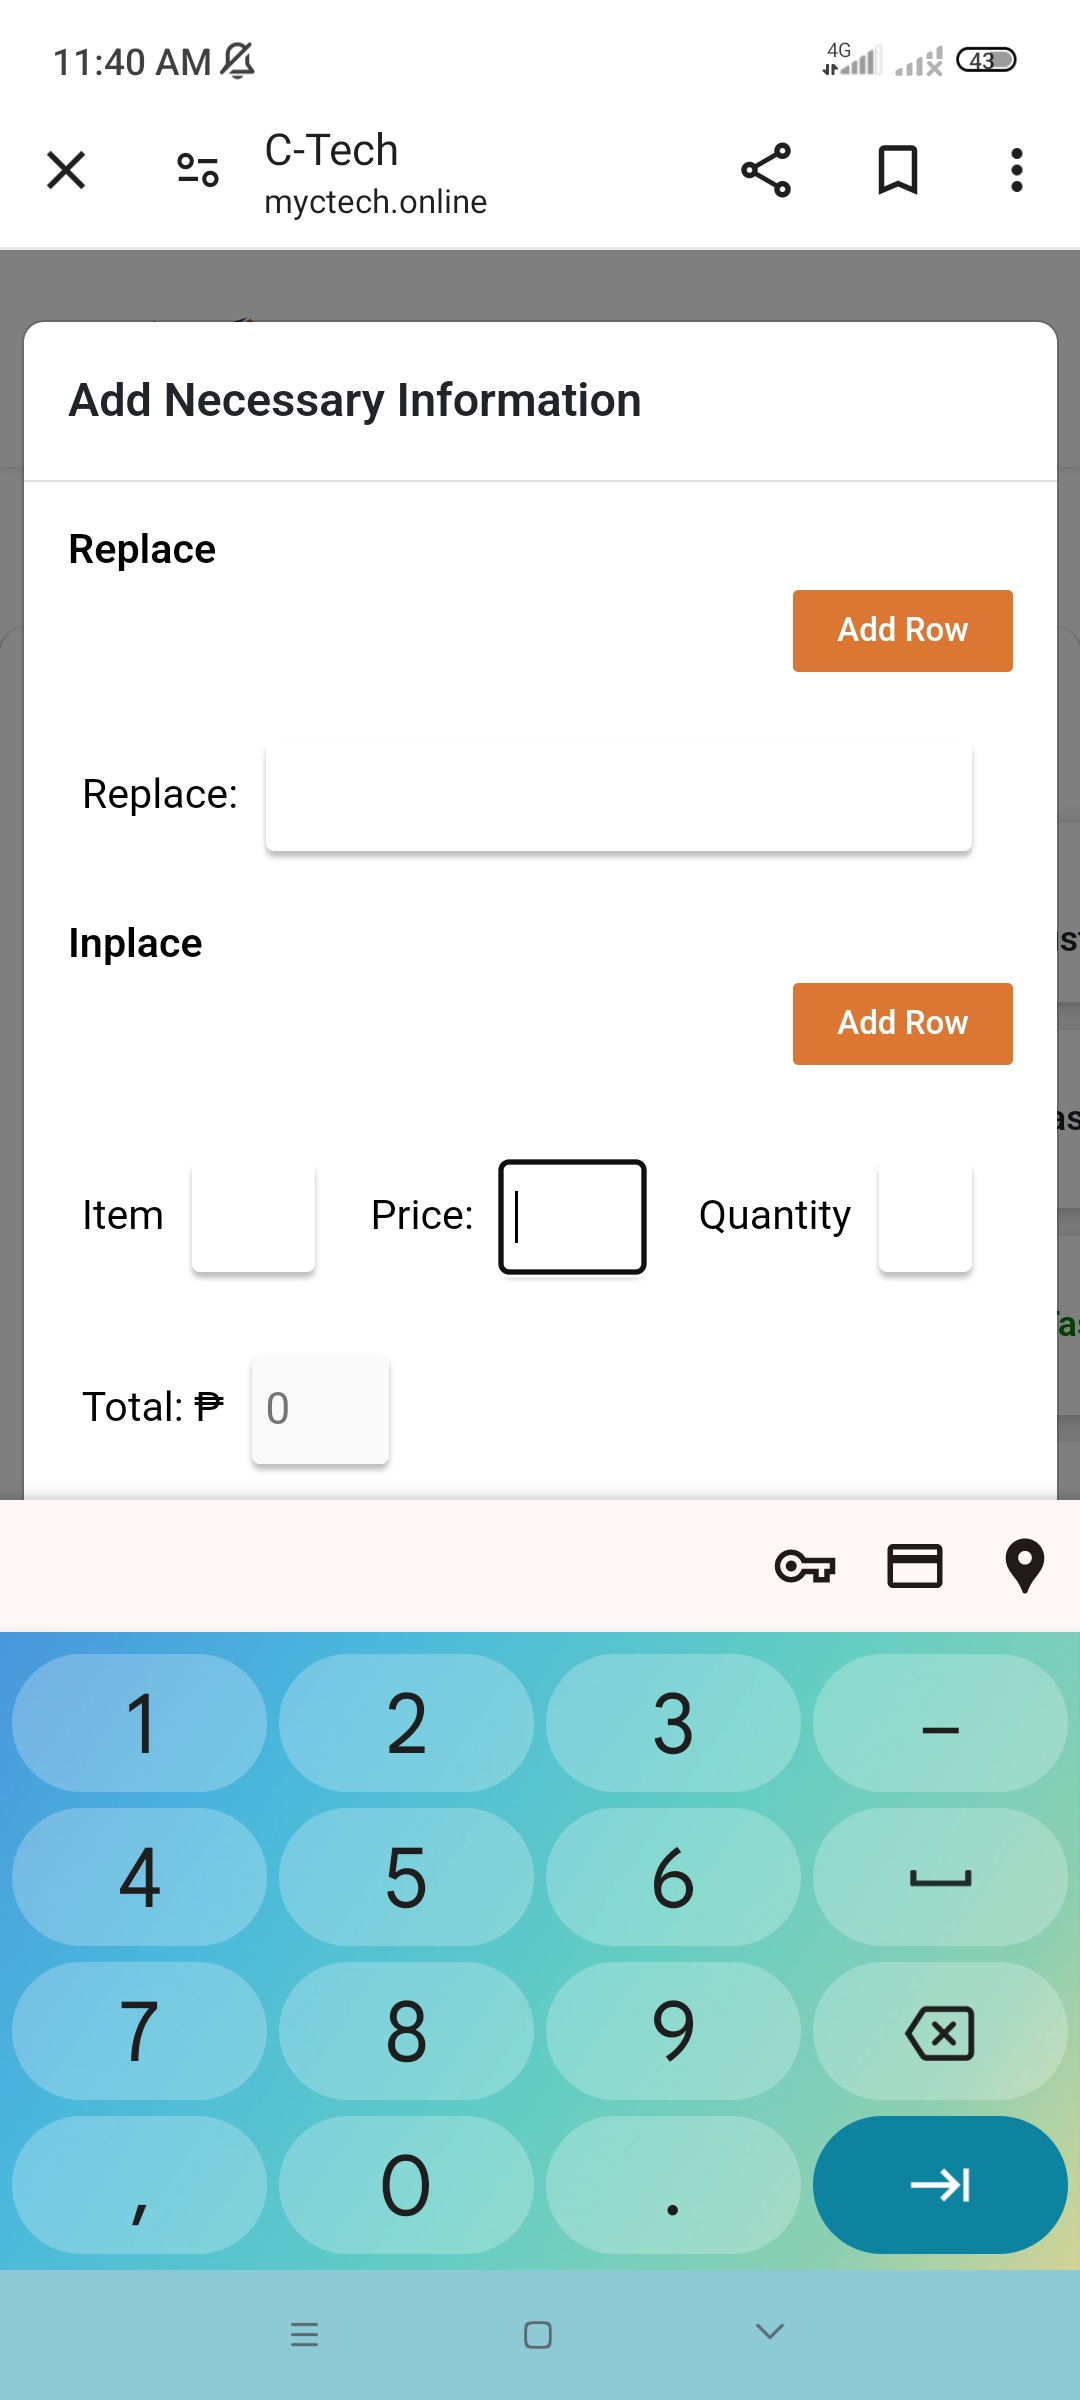 11:40 AM
4G
43
C-Tech
myctech.online
Add Necessary Information
Replace
Add Row
Replace:
Inplace
Add Row
Item
Price:
Quantity
Total: ₱ 0
1 2 3 –
4 5 6
7 8 9
, 0 .